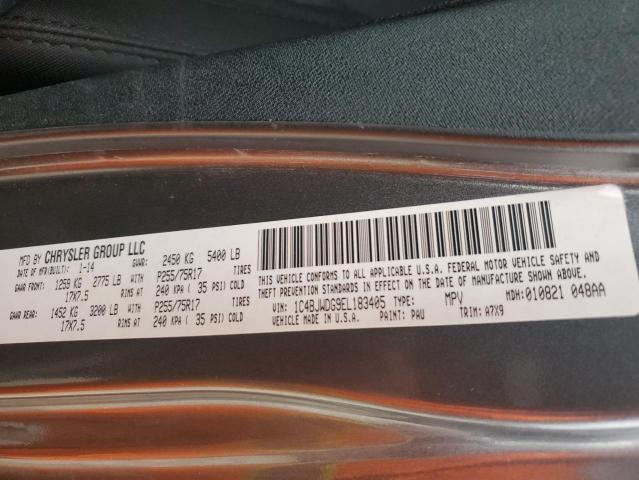 MFD BY CHRYSLER GROUP LLC
DATE OF MFR(BUILT): 1-14 GVWR: 2450 KG 5400 LB
GAWR FRONT: 1259 KG 2775 LB WITH P255/75R17 TIRES
17X7.5 RIMS AT 240 KPA ( 35 PSI) COLD
GAWR REAR: 1452 KG 3200 LB WITH P255/75R17 TIRES
17X7.5 RIMS AT 240 KPA ( 35 PSI) COLD
THIS VEHICLE CONFORMS TO ALL APPLICABLE U.S.A. FEDERAL MOTOR VEHICLE SAFETY AND
THEFT PREVENTION STANDARDS IN EFFECT ON THE DATE OF MANUFACTURE SHOWN ABOVE.
VIN: 1C4BJWDG9EL183405 TYPE: MPV MDH: 010821 048AA
VEHICLE MADE IN U.S.A. PAINT: PAU TRIM: A7X9